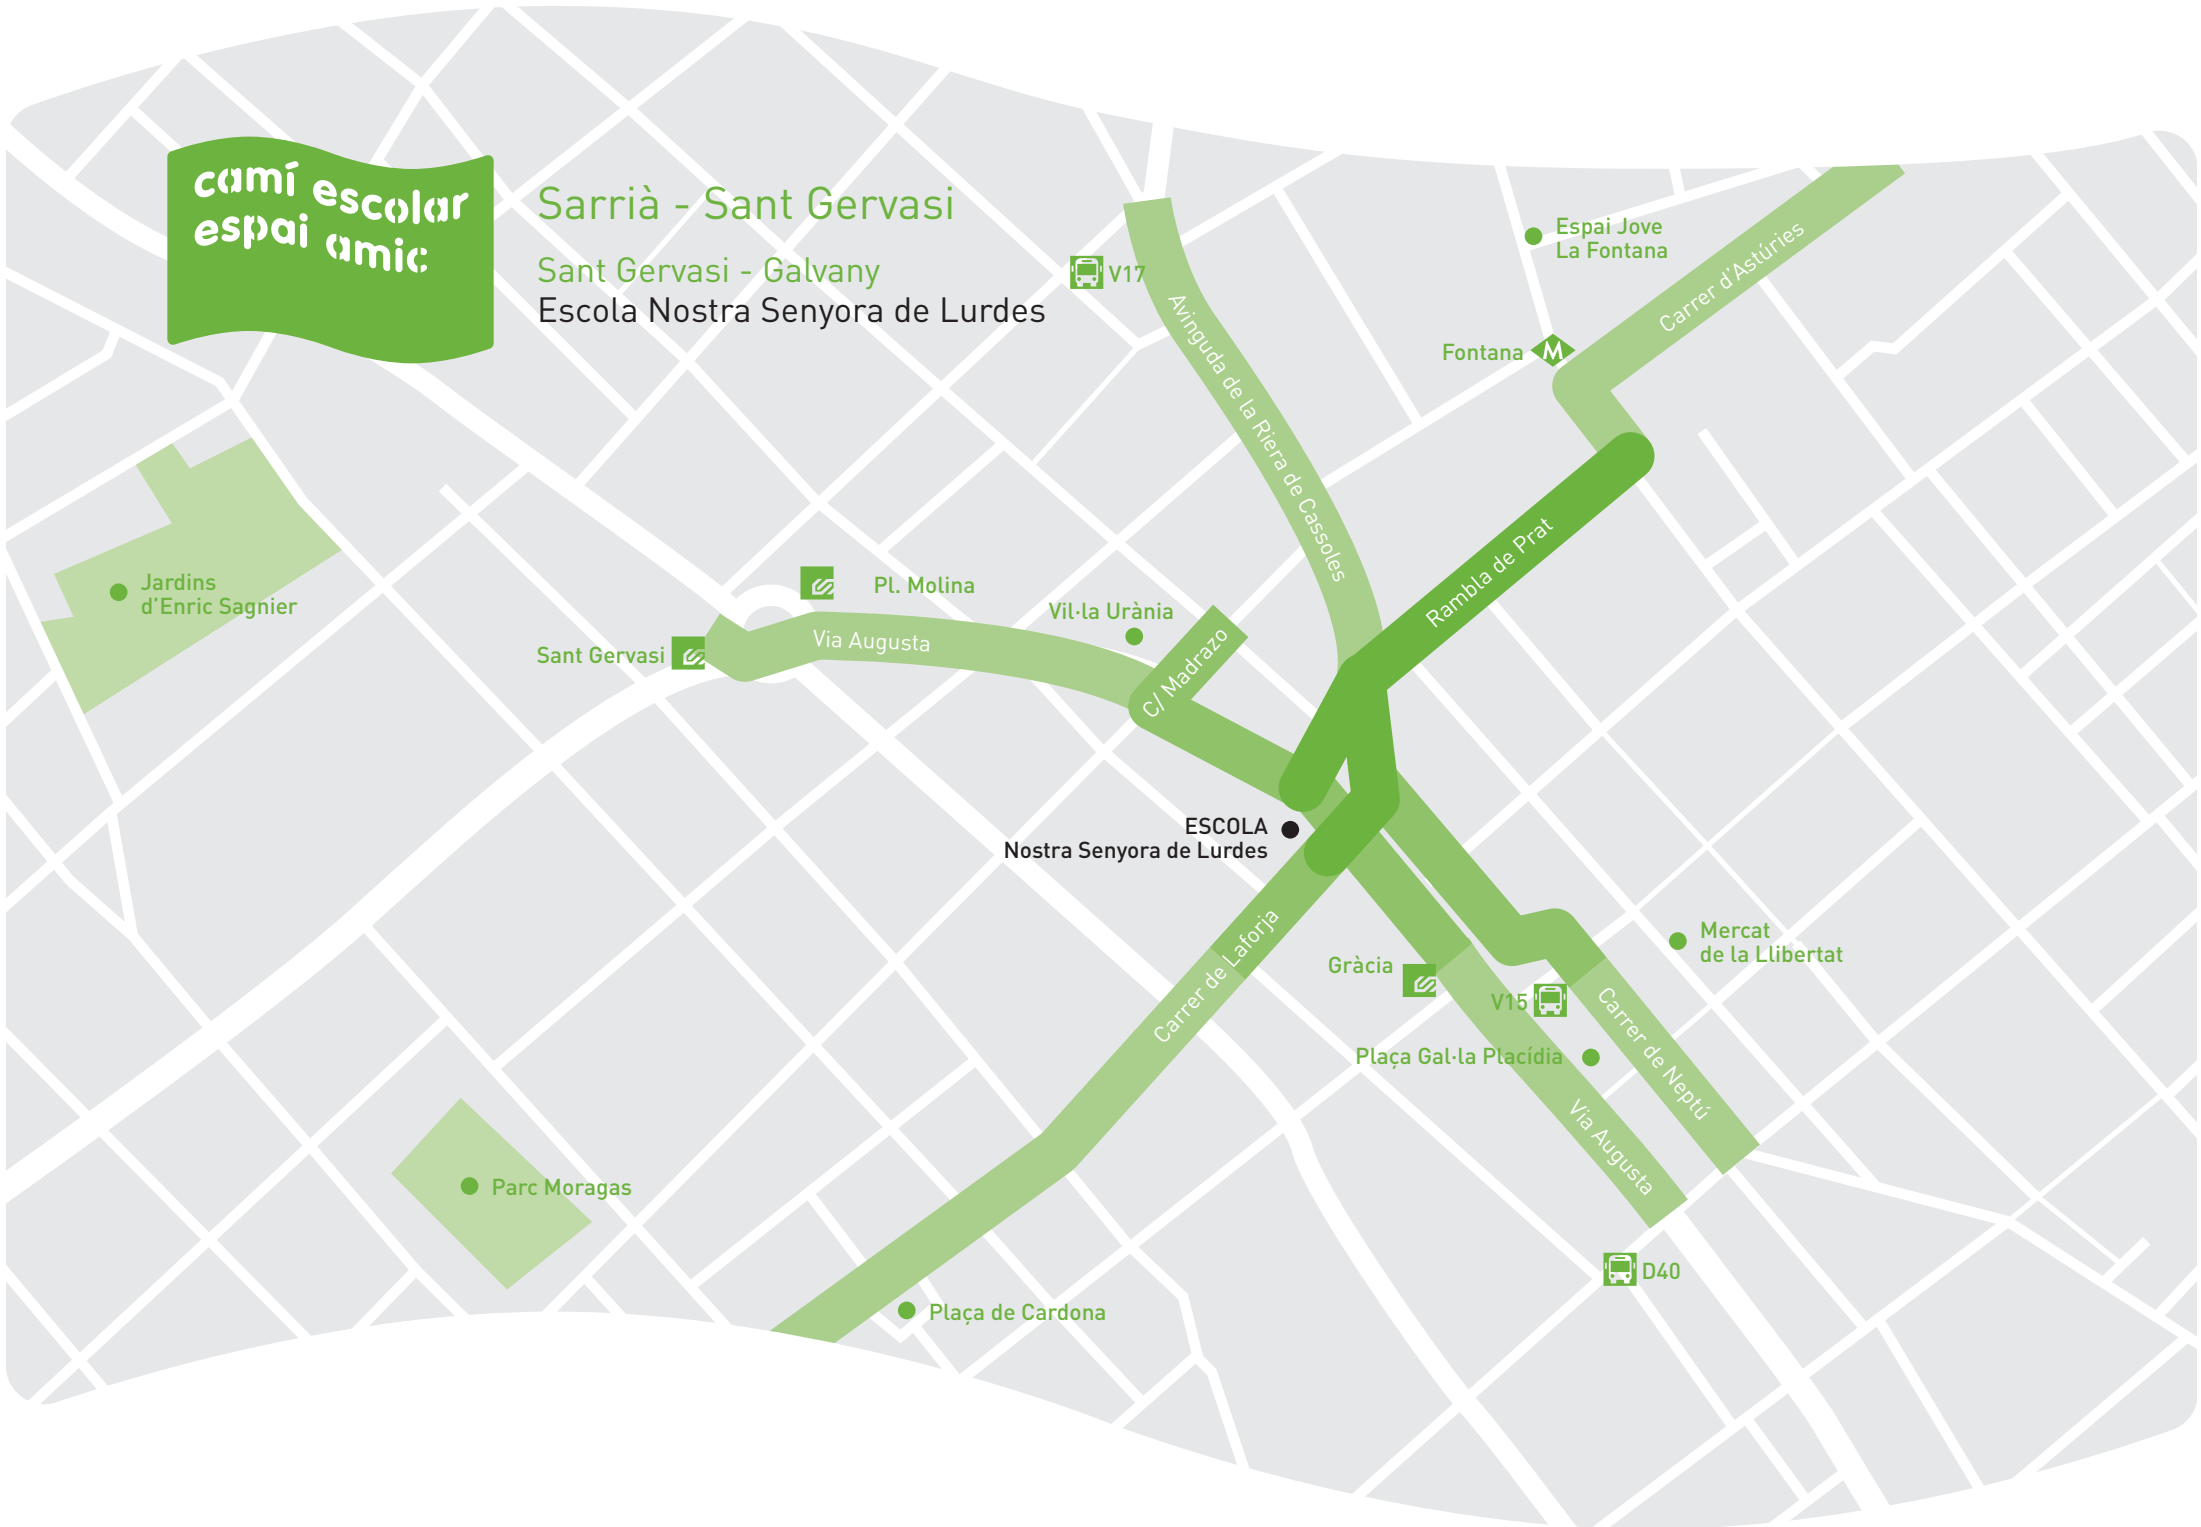 camí escolar
espai amic
Sarrià - Sant Gervasi
Sant Gervasi - Galvany
Escola Nostra Senyora de Lurdes
V17
Avinguda de la Riera de Cassoles
Espai Jove
La Fontana
Carrer d'Astúries
Fontana
M
Rambla de Prat
Jardins
d'Enric Sagnier
Pl. Molina
Sant Gervasi
Via Augusta
Vil·la Urània
C/ Madrazo
ESCOLA
Nostra Senyora de Lurdes
Carrer de Laforja
Gràcia
V15
Mercat
de la Llibertat
Carrer de Neptú
Plaça Gal·la Placídia
Via Augusta
Parc Moragas
D40
Plaça de Cardona